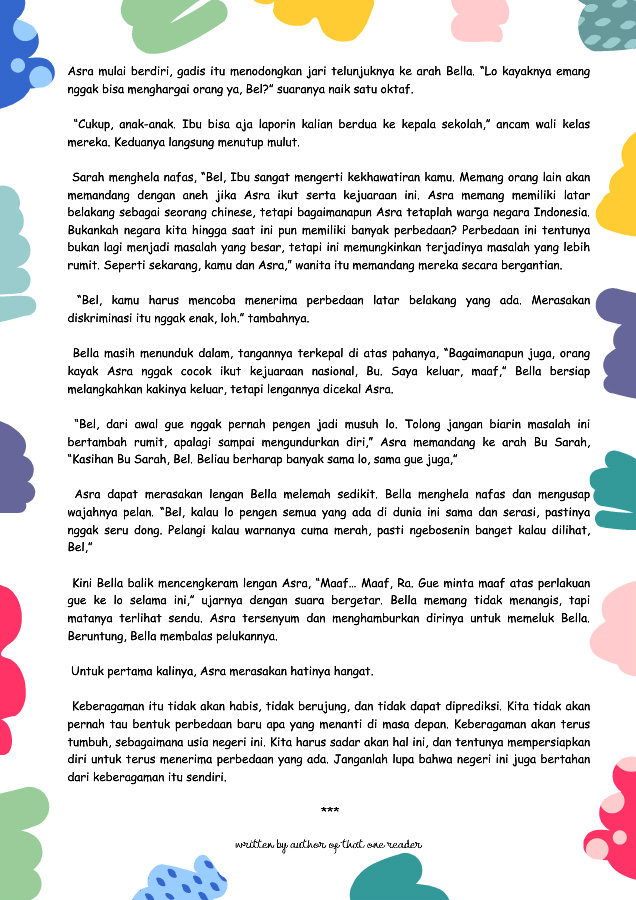 Asra mulai berdiri, gadis itu menodongkan jari telunjuknya ke arah Bella. “Lo kayaknya emang
nggak bisa menghargai orang ya, Bel?” suaranya naik satu oktaf.
“Cukup, anak-anak. Ibu bisa aja laporin kalian berdua ke kepala sekolah,” ancam wali kelas
mereka. Keduanya langsung menutup mulut.
Sarah menghela nafas, “Bel, Ibu sangat mengerti kekhawatiran kamu. Memang orang lain akan
memandang dengan aneh jika Asra ikut serta kejuaraan ini. Asra memang memiliki latar
belakang sebagai seorang chinese, tetapi bagaimanapun Asra tetaplah warga negara Indonesia.
Bukankah negara kita hingga saat ini pun memiliki banyak perbedaan? Perbedaan ini tentunya
bukan lagi menjadi masalah yang besar, tetapi ini memungkinkan terjadinya masalah yang lebih
rumit. Seperti sekarang, kamu dan Asra,” wanita itu memandang mereka secara bergantian.
“Bel, kamu harus mencoba menerima perbedaan latar belakang yang ada. Merasakan
diskriminasi itu nggak enak, loh.” tambahnya.
Bella masih menunduk dalam, tangannya terkepal di atas pahanya, “Bagaimanapun juga, orang
kayak Asra nggak cocok ikut kejuaraan nasional, Bu. Saya keluar, maaf,” Bella bersiap
melangkahkan kakinya keluar, tetapi lengannya dicekal Asra.
“Bel, dari awal gue nggak pernah pengen jadi musuh lo. Tolong jangan biarin masalah ini
bertambah rumit, apalagi sampai mengundurkan diri,” Asra memandang ke arah Bu Sarah,
“Kasihan Bu Sarah, Bel. Beliau berharap banyak sama lo, sama gue juga,”
Asra dapat merasakan lengan Bella melemah sedikit. Bella menghela nafas dan mengusap
wajahnya pelan. “Bel, kalau lo pengen semua yang ada di dunia ini sama dan serasi, pastinya
nggak seru dong. Pelangi kalau warnanya cuma merah, pasti ngebosenin banget kalau dilihat,
Bel,”
Kini Bella balik mencengkeram lengan Asra, “Maaf… Maaf, Ra. Gue minta maaf atas perlakuan
gue ke lo selama ini,” ujarnya dengan suara bergetar. Bella memang tidak menangis, tapi
matanya terlihat sendu. Asra tersenyum dan menghamburkan dirinya untuk memeluk Bella.
Beruntung, Bella membalas pelukannya.
Untuk pertama kalinya, Asra merasakan hatinya hangat.
Keberagaman itu tidak akan habis, tidak berujung, dan tidak dapat diprediksi. Kita tidak akan
pernah tau bentuk perbedaan baru apa yang menanti di masa depan. Keberagaman akan terus
tumbuh, sebagaimana usia negeri ini. Kita harus sadar akan hal ini, dan tentunya mempersiapkan
diri untuk terus menerima perbedaan yang ada. Janganlah lupa bahwa negeri ini juga bertahan
dari keberagaman itu sendiri.
***
written by author of that one reader